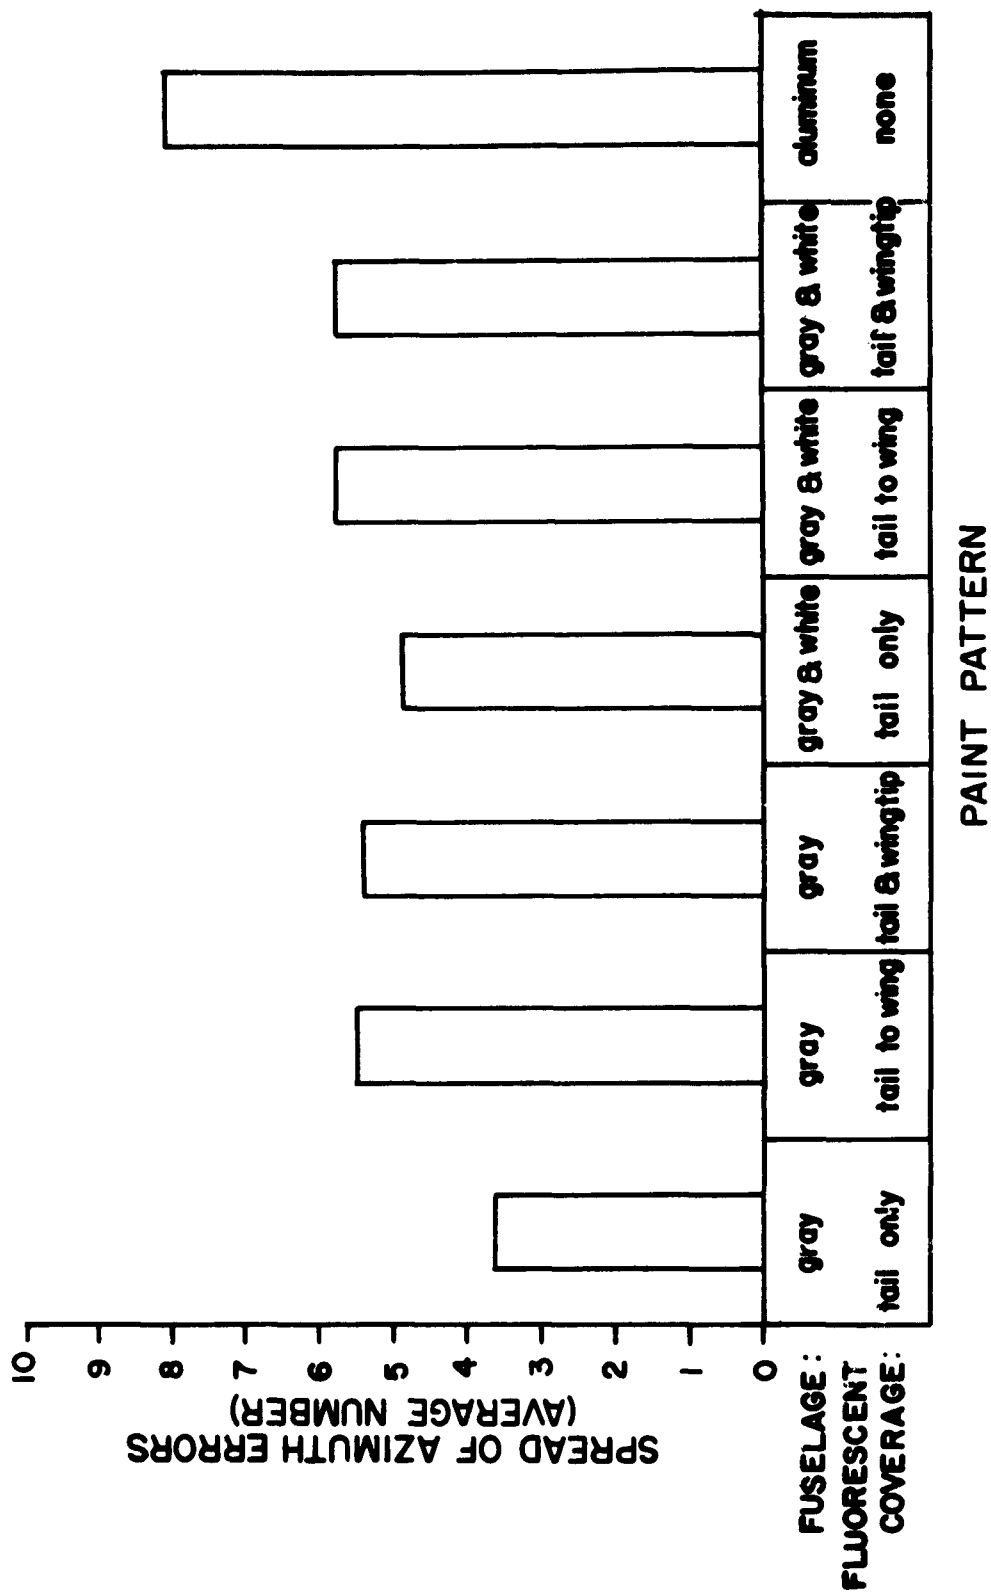 SPREAD OF AZIMUTH ERRORS
(AVERAGE NUMBER)
10
9
8
7
6
5
4
3
2
1
0
FUSELAGE: gray gray gray gray & white gray & white gray & white aluminum
FLUORESCENT
COVERAGE: tail only tail to wing tail & wingtip tail only tail to wing tail & wingtip none
PAINT PATTERN